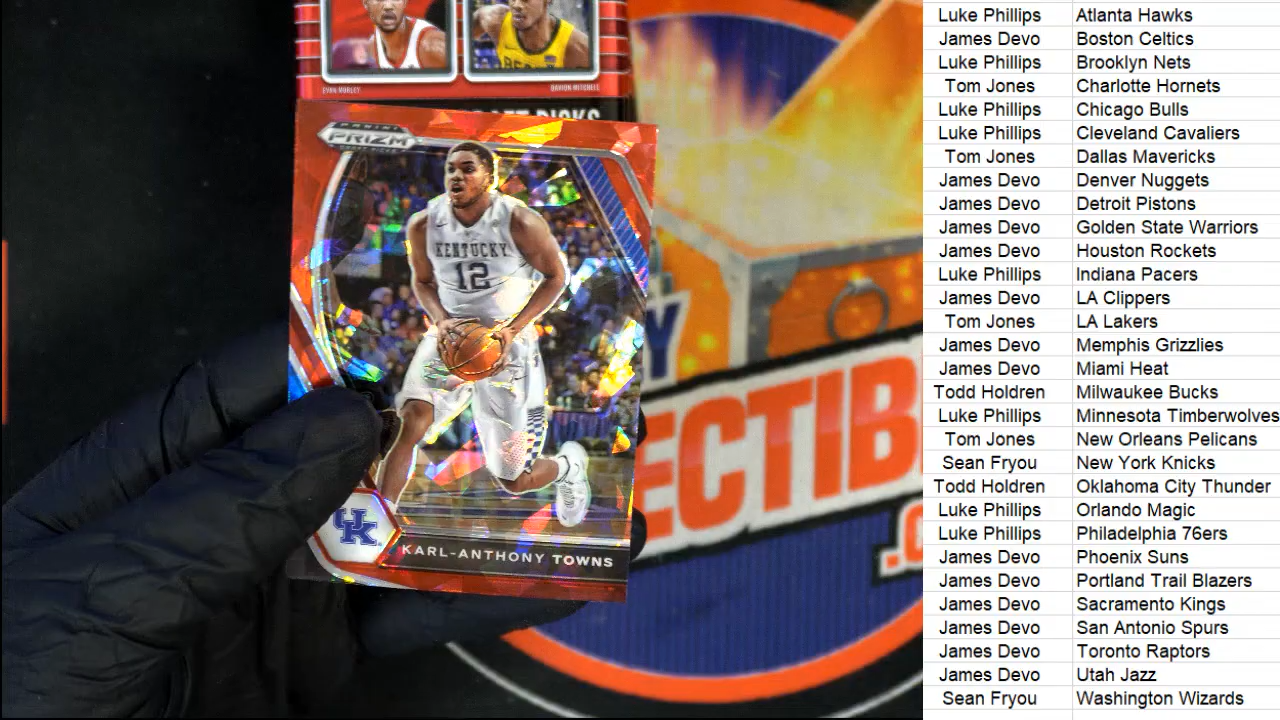 EVAN MOBLEY
DAVION MITCHELL
PANINI
PRIZM
DRAFT PICKS
KENTUCKY
12
UK
KARL-ANTHONY TOWNS
Y
ECTIB
.C
Luke Phillips Atlanta Hawks
James Devo Boston Celtics
Luke Phillips Brooklyn Nets
Tom Jones Charlotte Hornets
Luke Phillips Chicago Bulls
Luke Phillips Cleveland Cavaliers
Tom Jones Dallas Mavericks
James Devo Denver Nuggets
James Devo Detroit Pistons
James Devo Golden State Warriors
James Devo Houston Rockets
Luke Phillips Indiana Pacers
James Devo LA Clippers
Tom Jones LA Lakers
James Devo Memphis Grizzlies
James Devo Miami Heat
Todd Holdren Milwaukee Bucks
Luke Phillips Minnesota Timberwolves
Tom Jones New Orleans Pelicans
Sean Fryou New York Knicks
Todd Holdren Oklahoma City Thunder
Luke Phillips Orlando Magic
Luke Phillips Philadelphia 76ers
James Devo Phoenix Suns
James Devo Portland Trail Blazers
James Devo Sacramento Kings
James Devo San Antonio Spurs
James Devo Toronto Raptors
James Devo Utah Jazz
Sean Fryou Washington Wizards